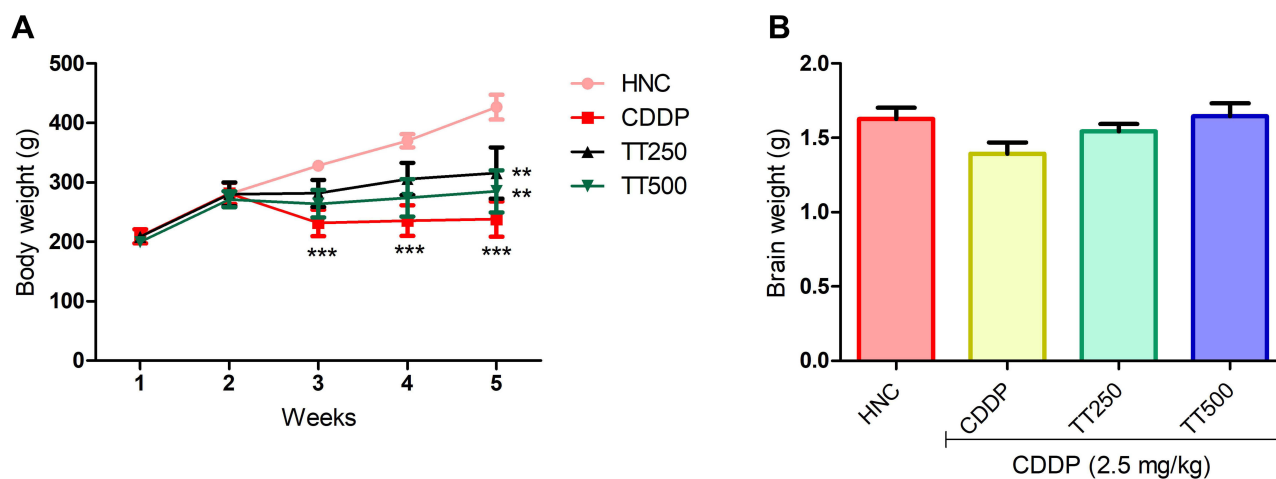 A
Body weight (g)
500
400
300
200
100
0
1 2 3 4 5
Weeks
** 
**
*** *** ***
HNC
CDDP
TT250
TT500
B
Brain weight (g)
2.0
1.5
1.0
0.5
0.0
HNC CDDP TT250 TT500
CDDP (2.5 mg/kg)